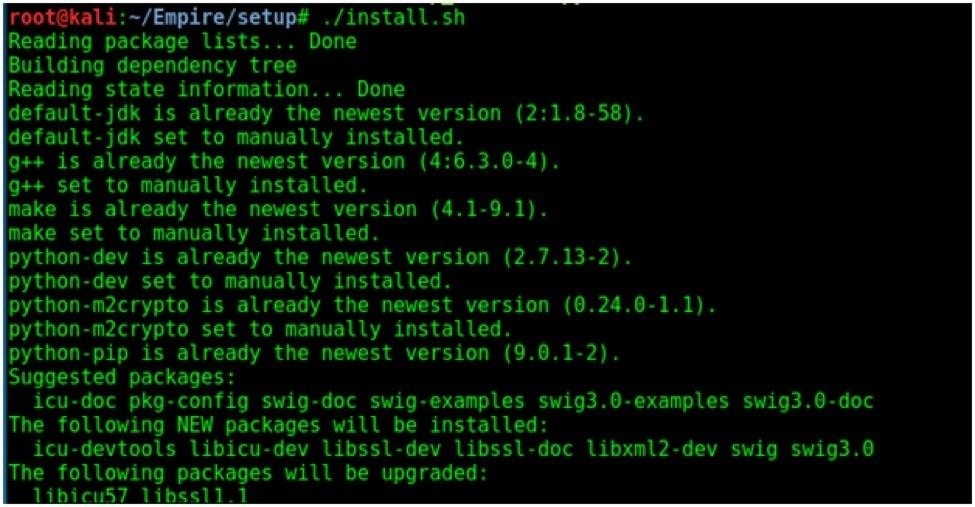 root@kali:~/Empire/setup# ./install.sh
Reading package lists... Done
Building dependency tree
Reading state information... Done
default-jdk is already the newest version (2:1.8-58).
default-jdk set to manually installed.
g++ is already the newest version (4:6.3.0-4).
g++ set to manually installed.
make is already the newest version (4.1-9.1).
make set to manually installed.
python-dev is already the newest version (2.7.13-2).
python-dev set to manually installed.
python-m2crypto is already the newest version (0.24.0-1.1).
python-m2crypto set to manually installed.
python-pip is already the newest version (9.0.1-2).
Suggested packages:
  icu-doc pkg-config swig-doc swig-examples swig3.0-examples swig3.0-doc
The following NEW packages will be installed:
  icu-devtools libicu-dev libssl-dev libssl-doc libxml2-dev swig swig3.0
The following packages will be upgraded:
  libicu57 libssl1.1